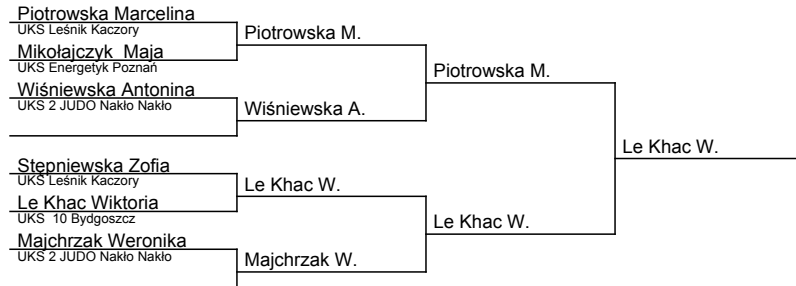 Piotrowska Marcelina
UKS Leśnik Kaczory
Piotrowska M.
Mikołajczyk  Maja
UKS Energetyk Poznań
Piotrowska M.
Wiśniewska Antonina
UKS 2 JUDO Nakło Nakło
Wiśniewska A.
Le Khac W.
Stępniewska Zofia
UKS Leśnik Kaczory
Le Khac W.
Le Khac Wiktoria
UKS  10 Bydgoszcz
Le Khac W.
Majchrzak Weronika
UKS 2 JUDO Nakło Nakło
Majchrzak W.